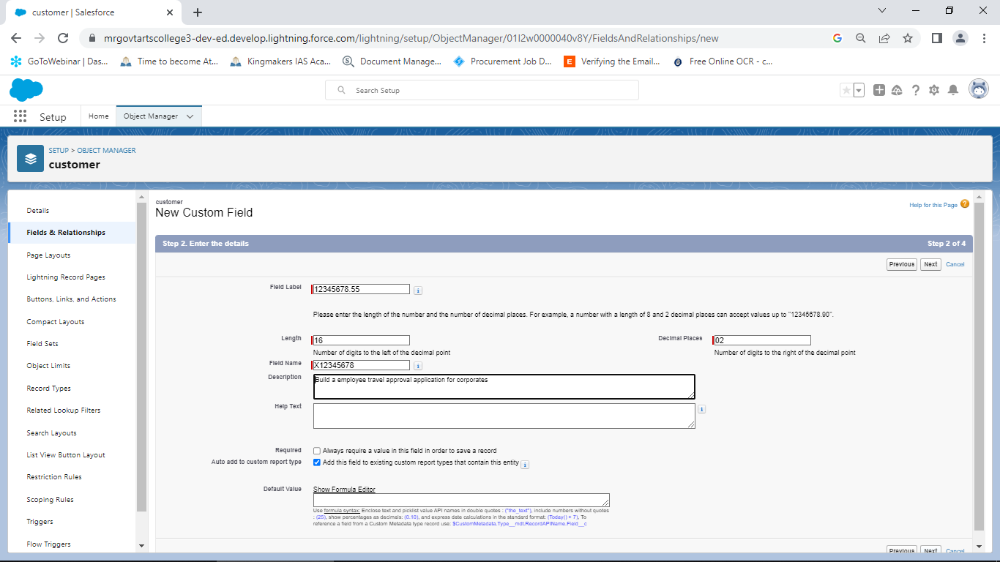 customer | Salesforce
mrgovtartscollege3-dev-ed.develop.lightning.force.com/lightning/setup/ObjectManager/01I2w0000040v8Y/FieldsAndRelationships/new
GoToWebinar | Das... Time to become At... Kingmakers IAS Aca... Document Manage... Procurement Job D... Verifying the Email... Free Online OCR - c...
Search Setup
Setup Home Object Manager
SETUP > OBJECT MANAGER
customer
Details
Fields & Relationships
Page Layouts
Lightning Record Pages
Buttons, Links, and Actions
Compact Layouts
Field Sets
Object Limits
Record Types
Related Lookup Filters
Search Layouts
List View Button Layout
Restriction Rules
Scoping Rules
Triggers
Flow Triggers
customer
New Custom Field
Help for this Page
Step 2. Enter the details Step 2 of 4
Previous Next Cancel
Field Label 12345678.55
Please enter the length of the number and the number of decimal places. For example, a number with a length of 8 and 2 decimal places can accept values up to "12345678.90".
Length 16 Decimal Places 02
Number of digits to the left of the decimal point Number of digits to the right of the decimal point
Field Name X12345678
Description Build a employee travel approval application for corporates
Help Text
Required Always require a value in this field in order to save a record
Auto add to custom report type Add this field to existing custom report types that contain this entity
Default Value Show Formula Editor
Use formula syntax: Enclose text and picklist value API names in double quotes : ("the_text"), include numbers without quotes
: (25), show percentages as decimals: (0.10), and express date calculations in the standard format: (Today() + 7), To
reference a field from a Custom Metadata type record use: $CustomMetadata.Type__mdt.RecordAPIName.Field__c
Previous Next Cancel